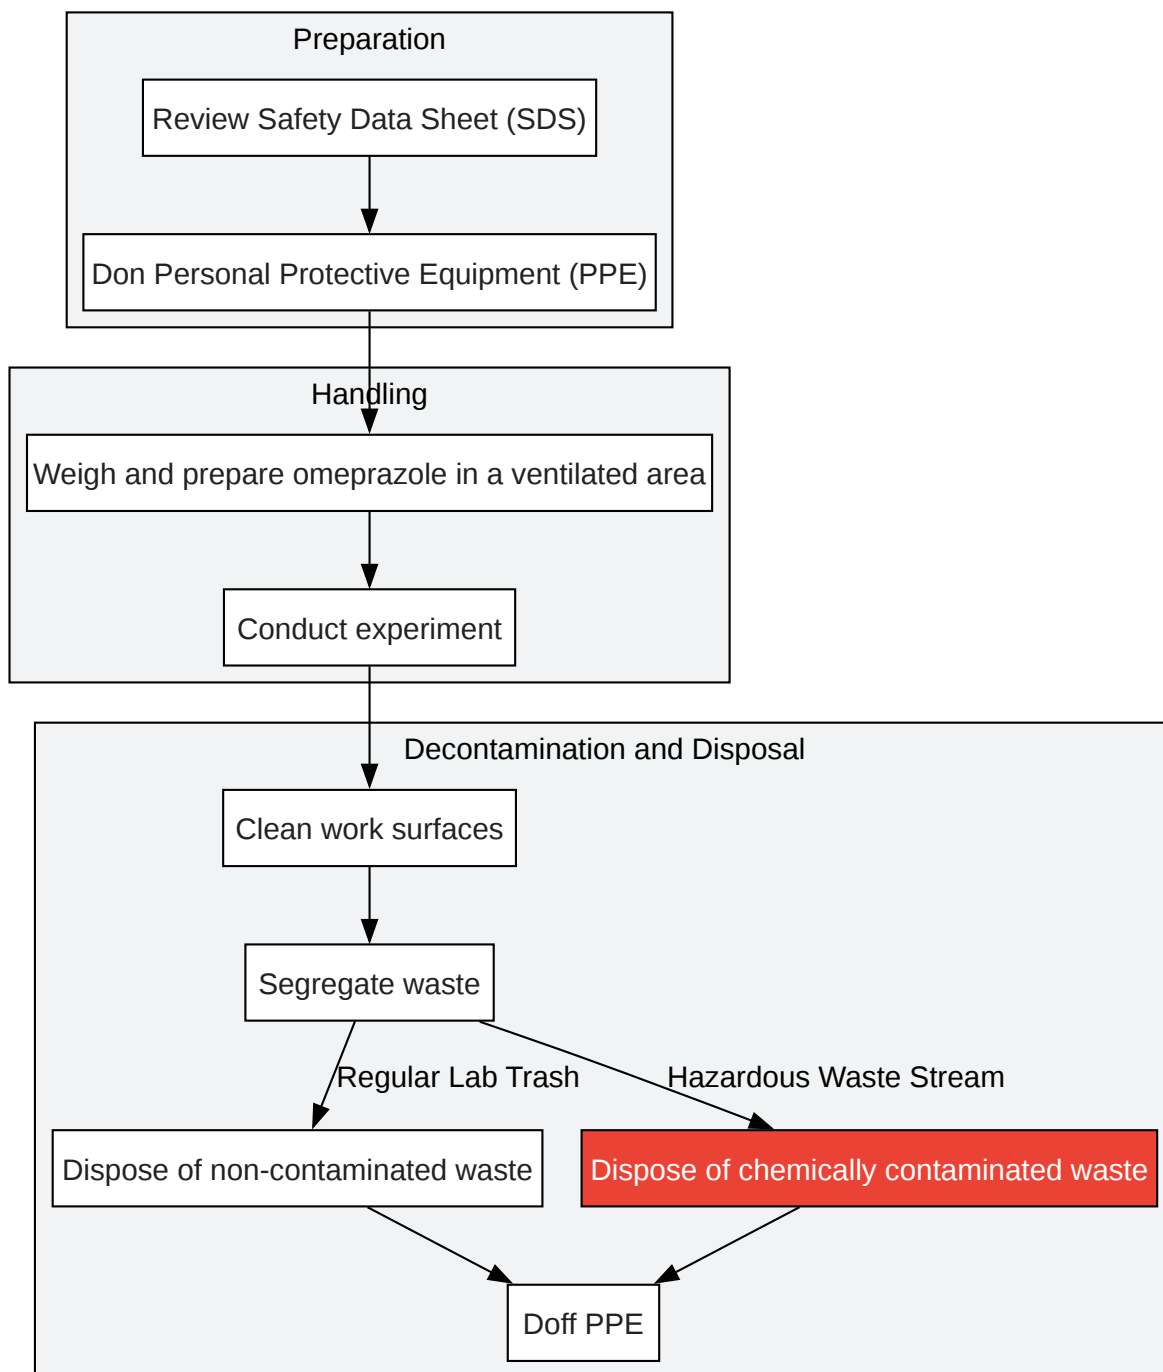 Preparation
Review Safety Data Sheet (SDS)
Don Personal Protective Equipment (PPE)
Handling
Weigh and prepare omeprazole in a ventilated area
Conduct experiment
Decontamination and Disposal
Clean work surfaces
Segregate waste
Regular Lab Trash
Hazardous Waste Stream
Dispose of non-contaminated waste
Dispose of chemically contaminated waste
Doff PPE